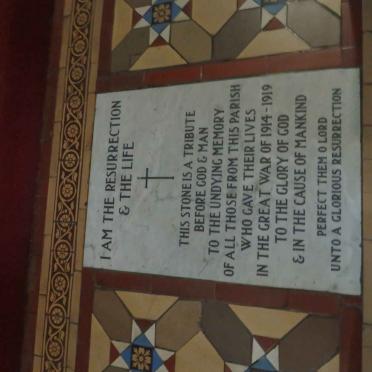 I AM THE RESURRECTION
& THE LIFE
THIS STONE IS A TRIBUTE
BEFORE GOD & MAN
TO THE UNDYING MEMORY
OF ALL THOSE FROM THIS PARISH
WHO GAVE THEIR LIVES
IN THE GREAT WAR OF 1914-1919
TO THE GLORY OF GOD
& IN THE CAUSE OF MANKIND
PERFECT THEM O LORD
UNTO A GLORIOUS RESURRECTION